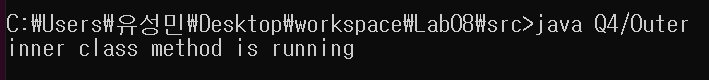 C:₩Users₩유성민₩Desktop₩workspace₩Lab08₩src>java Q4/Outer
inner class method is running